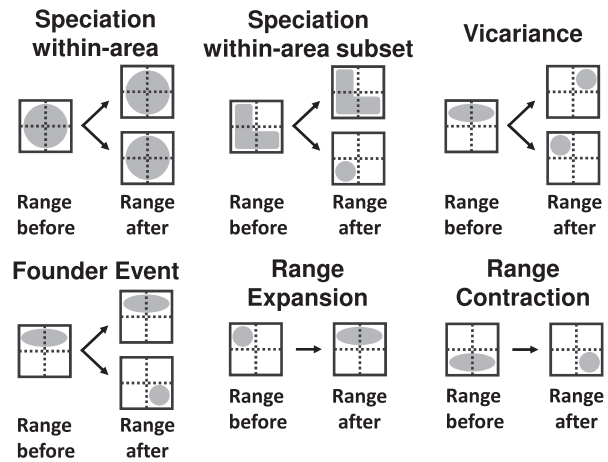 Speciation
within-area
Speciation
within-area subset
Vicariance
Range
before
Range
after
Range
before
Range
after
Range
before
Range
after
Founder Event
Range
Expansion
Range
Contraction
Range
before
Range
after
Range
before
Range
after
Range
before
Range
after